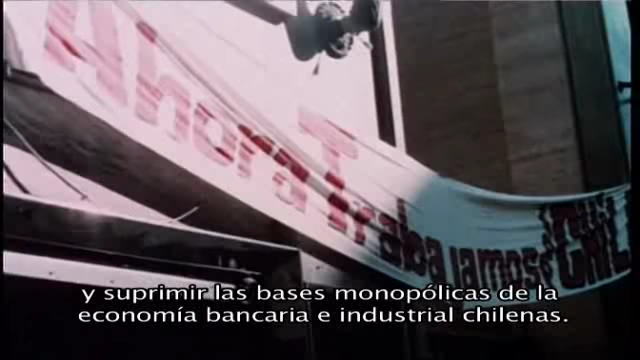 Ahora Trabajamos
y suprimir las bases monopólicas de la
economía bancaria e industrial chilenas.